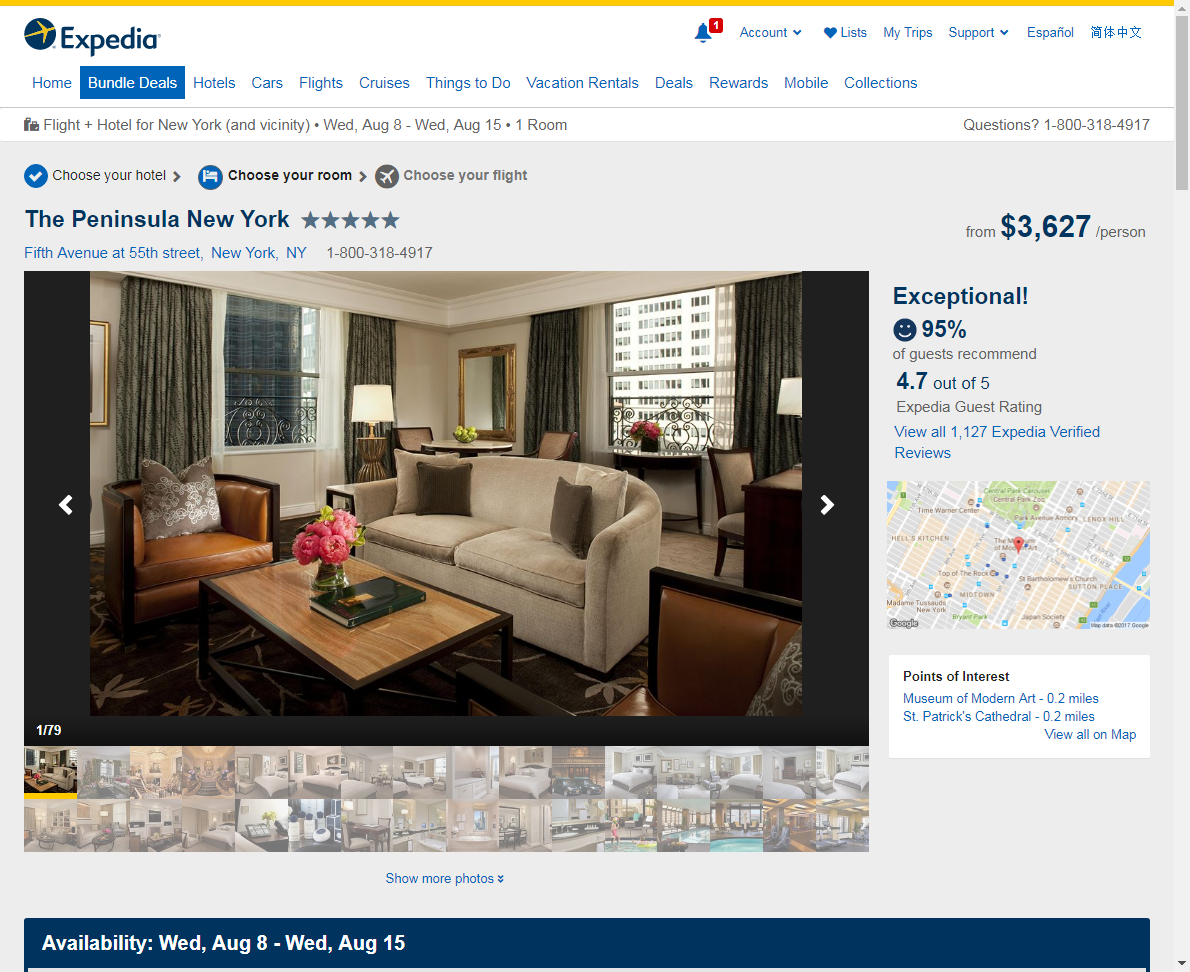 Expedia
1
Account
Lists
My Trips
Support
Español
简体中文
Home
Bundle Deals
Hotels
Cars
Flights
Cruises
Things to Do
Vacation Rentals
Deals
Rewards
Mobile
Collections
Flight + Hotel for New York (and vicinity) • Wed, Aug 8 - Wed, Aug 15 • 1 Room
Questions? 1-800-318-4917
Choose your hotel
Choose your room
Choose your flight
The Peninsula New York
from $3,627 /person
Fifth Avenue at 55th street, New York, NY 1-800-318-4917
Exceptional!
95%
of guests recommend
4.7 out of 5
Expedia Guest Rating
View all 1,127 Expedia Verified
Reviews
Central Park Carousel
Central Park Zoo
Time Warner Center
Park Avenue Armory
LENOX HILL
HELL'S KITCHEN
The Museum
of Modern Art
Top of The Rock
St Bartholomew's Church
SUTTON PLACE
MIDTOWN
Madame Tussauds
New York
Bryant Park
Japan Society
Google
Map data ©2017 Google
Points of Interest
Museum of Modern Art - 0.2 miles
St. Patrick's Cathedral - 0.2 miles
View all on Map
1/79
Show more photos
Availability: Wed, Aug 8 - Wed, Aug 15